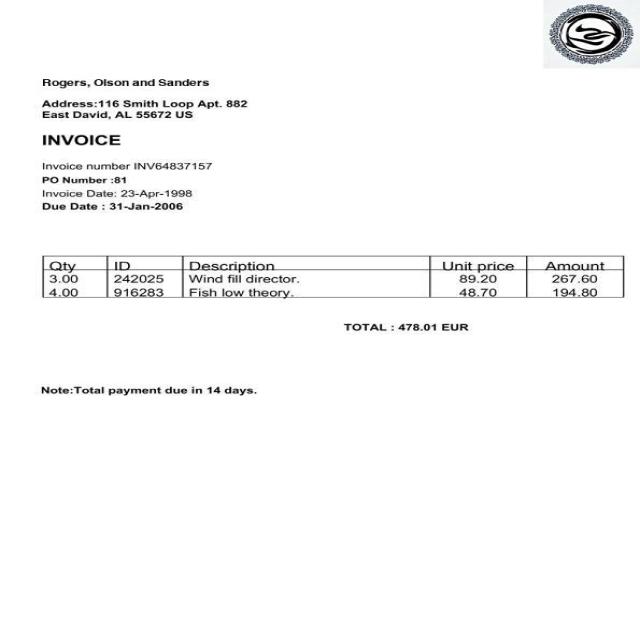 Rogers, Olson and Sanders
Address:116 Smith Loop Apt. 882
East David, AL 55672 US
INVOICE
Invoice number INV64837157
PO Number :81
Invoice Date: 23-Apr-1998
Due Date : 31-Jan-2006
Qty ID Description Unit price Amount
3.00 242025 Wind fill director. 89.20 267.60
4.00 916283 Fish low theory. 48.70 194.80
TOTAL : 478.01 EUR
Note:Total payment due in 14 days.